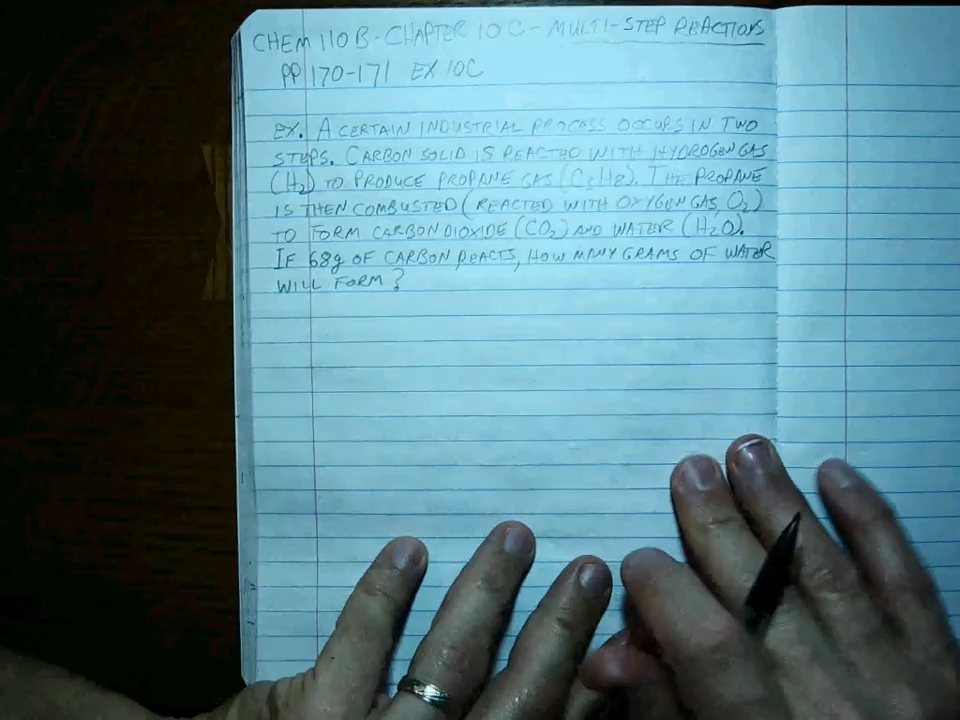 CHEM 110B - CHAPTER 10C - MULTI-STEP REACTIONS
PP 170-171 EX 10C
EX. A CERTAIN INDUSTRIAL PROCESS OCCURS IN TWO
STEPS. CARBON SOLID IS REACTED WITH HYDROGEN GAS
(H₂) TO PRODUCE PROPANE GAS (C₃H₈). THE PROPANE
IS THEN COMBUSTED (REACTED WITH OXYGEN GAS, O₂)
TO FORM CARBON DIOXIDE (CO₂) AND WATER (H₂O).
IF 68g OF CARBON REACTS, HOW MANY GRAMS OF WATER
WILL FORM?